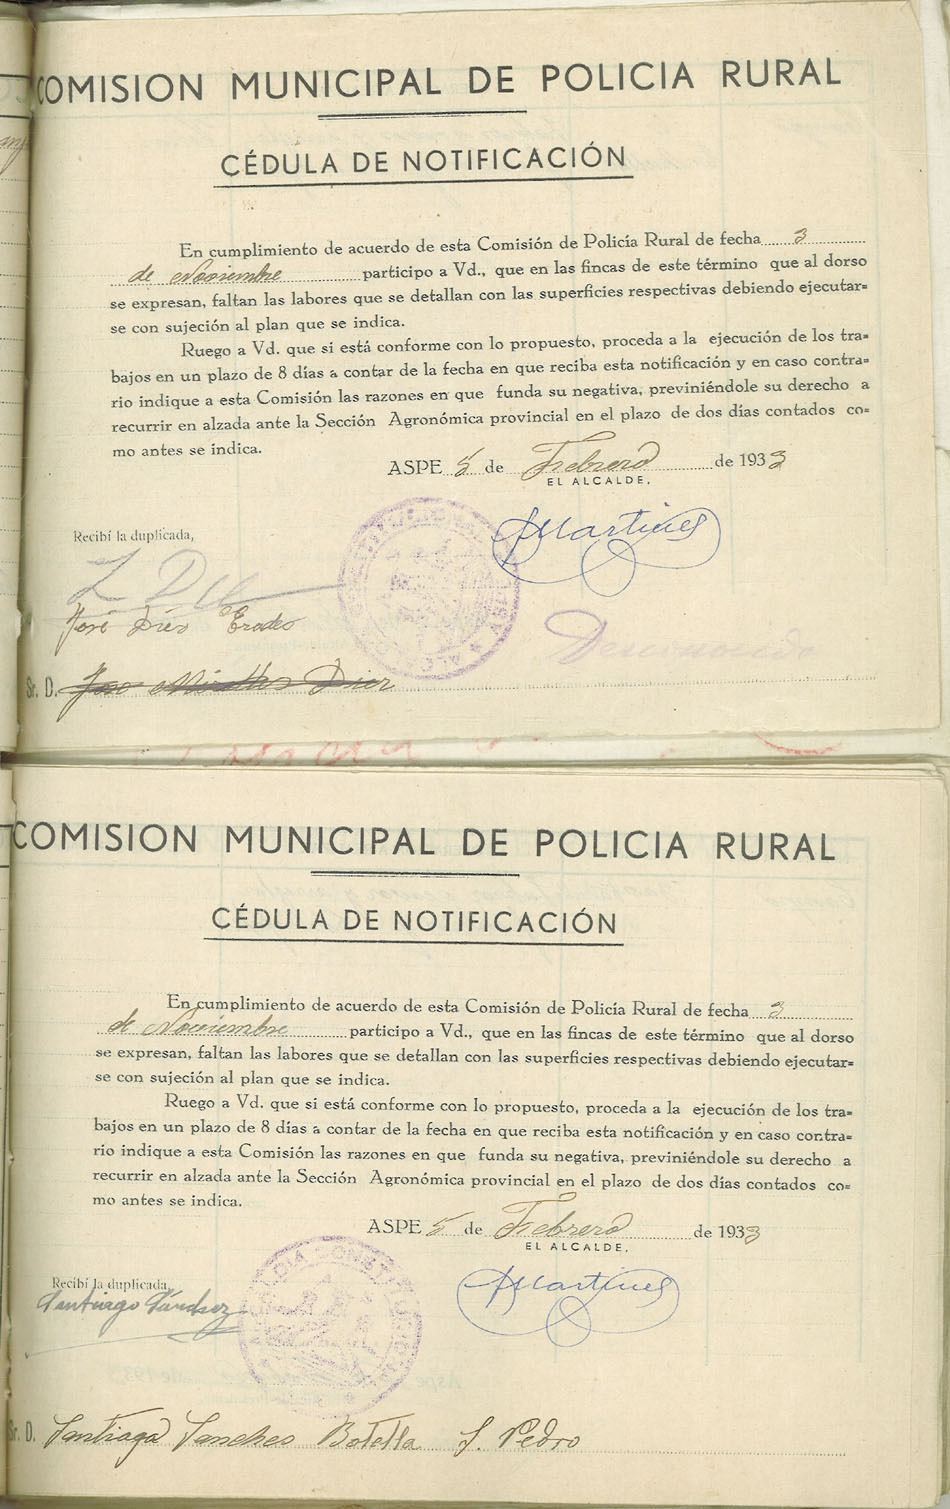 COMISION MUNICIPAL DE POLICIA RURAL
CÉDULA DE NOTIFICACIÓN
En cumplimiento de acuerdo de esta Comisión de Policía Rural de fecha 3
de Noviembre participo a Vd., que en las fincas de este término que al dorso
se expresan, faltan las labores que se detallan con las superficies respectivas debiendo ejecutar=
se con sujeción al plan que se indica.
Ruego a Vd. que si está conforme con lo propuesto, proceda a la ejecución de los tra=
bajos en un plazo de 8 días a contar de la fecha en que reciba esta notificación y en caso contra=
rio indique a esta Comisión las razones en que funda su negativa, previniéndole su derecho a
recurrir en alzada ante la Sección Agronómica provincial en el plazo de dos días contados co=
mo antes se indica.
ASPE 5 de Febrero de 1933
EL ALCALDE,
Recibí la duplicada,
AMartinez
José Díes
Desconocido
Sr. D. Jose Miralles Diez
COMISION MUNICIPAL DE POLICIA RURAL
CÉDULA DE NOTIFICACIÓN
En cumplimiento de acuerdo de esta Comisión de Policía Rural de fecha 3
de Noviembre participo a Vd., que en las fincas de este término que al dorso
se expresan, faltan las labores que se detallan con las superficies respectivas debiendo ejecutar=
se con sujeción al plan que se indica.
Ruego a Vd. que si está conforme con lo propuesto, proceda a la ejecución de los tra=
bajos en un plazo de 8 días a contar de la fecha en que reciba esta notificación y en caso contra=
rio indique a esta Comisión las razones en que funda su negativa, previniéndole su derecho a
recurrir en alzada ante la Sección Agronómica provincial en el plazo de dos días contados co=
mo antes se indica.
ASPE 5 de Febrero de 1933
EL ALCALDE,
Recibí la duplicada,
AMartinez
Santiago Sánchez
ALCALDIA CONSTITUCIONAL
Sr. D. Santiago Sanches Botella S. Pedro